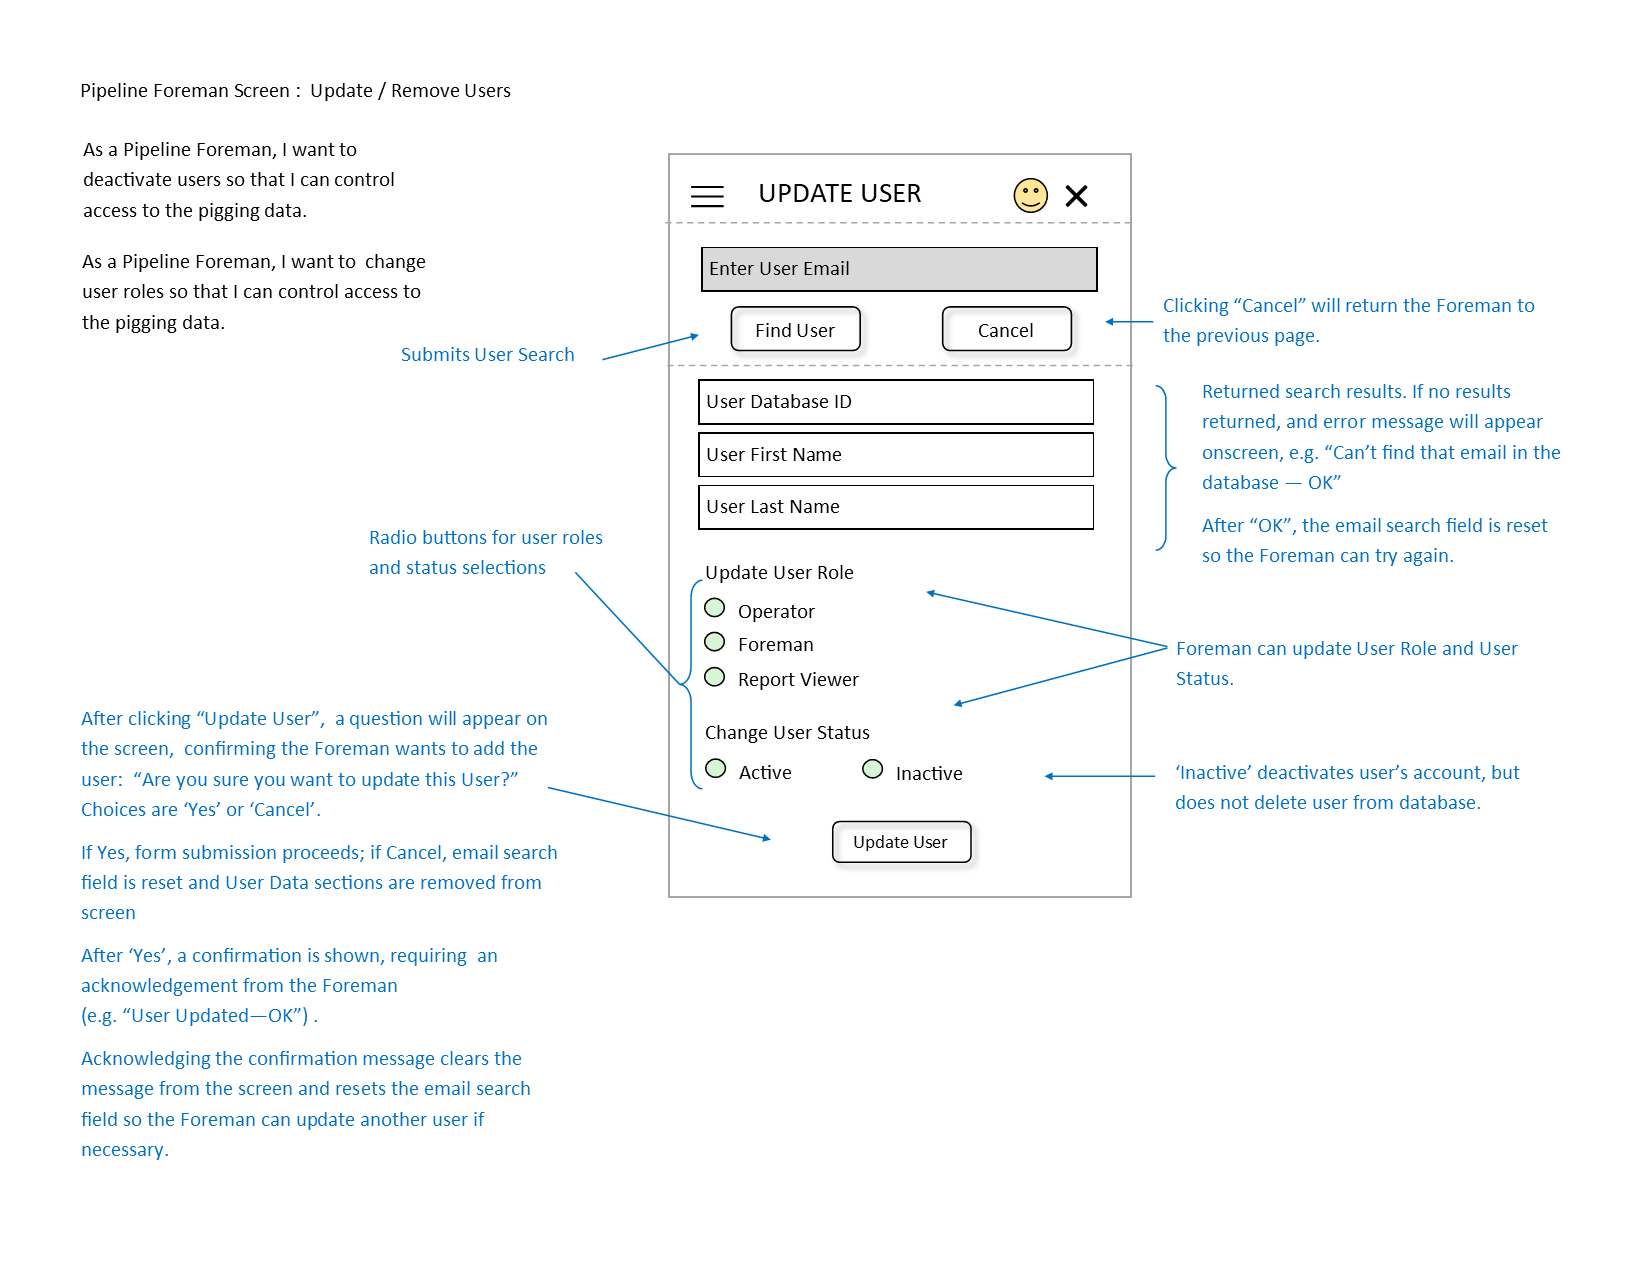 Pipeline Foreman Screen :  Update / Remove Users
As a Pipeline Foreman, I want to
deactivate users so that I can control
access to the pigging data.
As a Pipeline Foreman, I want to  change
user roles so that I can control access to
the pigging data.
Submits User Search
Radio buttons for user roles
and status selections
After clicking “Update User”,  a question will appear on
the screen,  confirming the Foreman wants to add the
user:  “Are you sure you want to update this User?”
Choices are ‘Yes’ or ‘Cancel’.
If Yes, form submission proceeds; if Cancel, email search
field is reset and User Data sections are removed from
screen
After ‘Yes’, a confirmation is shown, requiring  an
acknowledgement from the Foreman
(e.g. “User Updated—OK”) .
Acknowledging the confirmation message clears the
message from the screen and resets the email search
field so the Foreman can update another user if
necessary.
UPDATE USER
Enter User Email
Find User
Cancel
User Database ID
User First Name
User Last Name
Update User Role
Operator
Foreman
Report Viewer
Change User Status
Active
Inactive
Update User
Clicking “Cancel” will return the Foreman to
the previous page.
Returned search results. If no results
returned, and error message will appear
onscreen, e.g. “Can’t find that email in the
database — OK”
After “OK”, the email search field is reset
so the Foreman can try again.
Foreman can update User Role and User
Status.
‘Inactive’ deactivates user’s account, but
does not delete user from database.